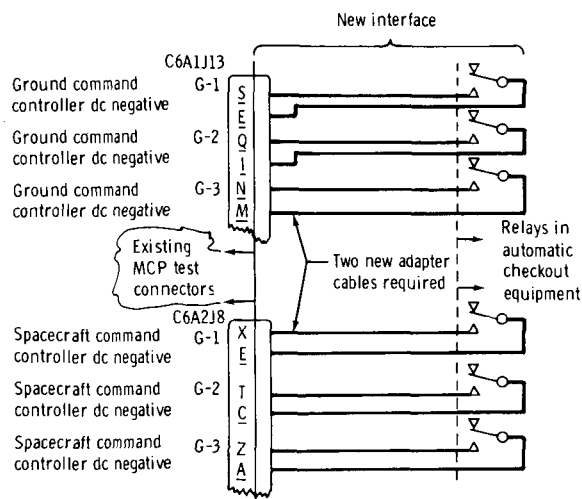 New interface
C6A1J13
Ground command
controller dc negative
G-1
S
E
Ground command
controller dc negative
G-2
Q
I
Ground command
controller dc negative
G-3
N
M
Existing
MCP test
connectors
Two new adapter
cables required
Relays in
automatic
checkout
equipment
C6A2J8
Spacecraft command
controller dc negative
G-1
X
E
Spacecraft command
controller dc negative
G-2
T
C
Spacecraft command
controller dc negative
G-3
Z
A